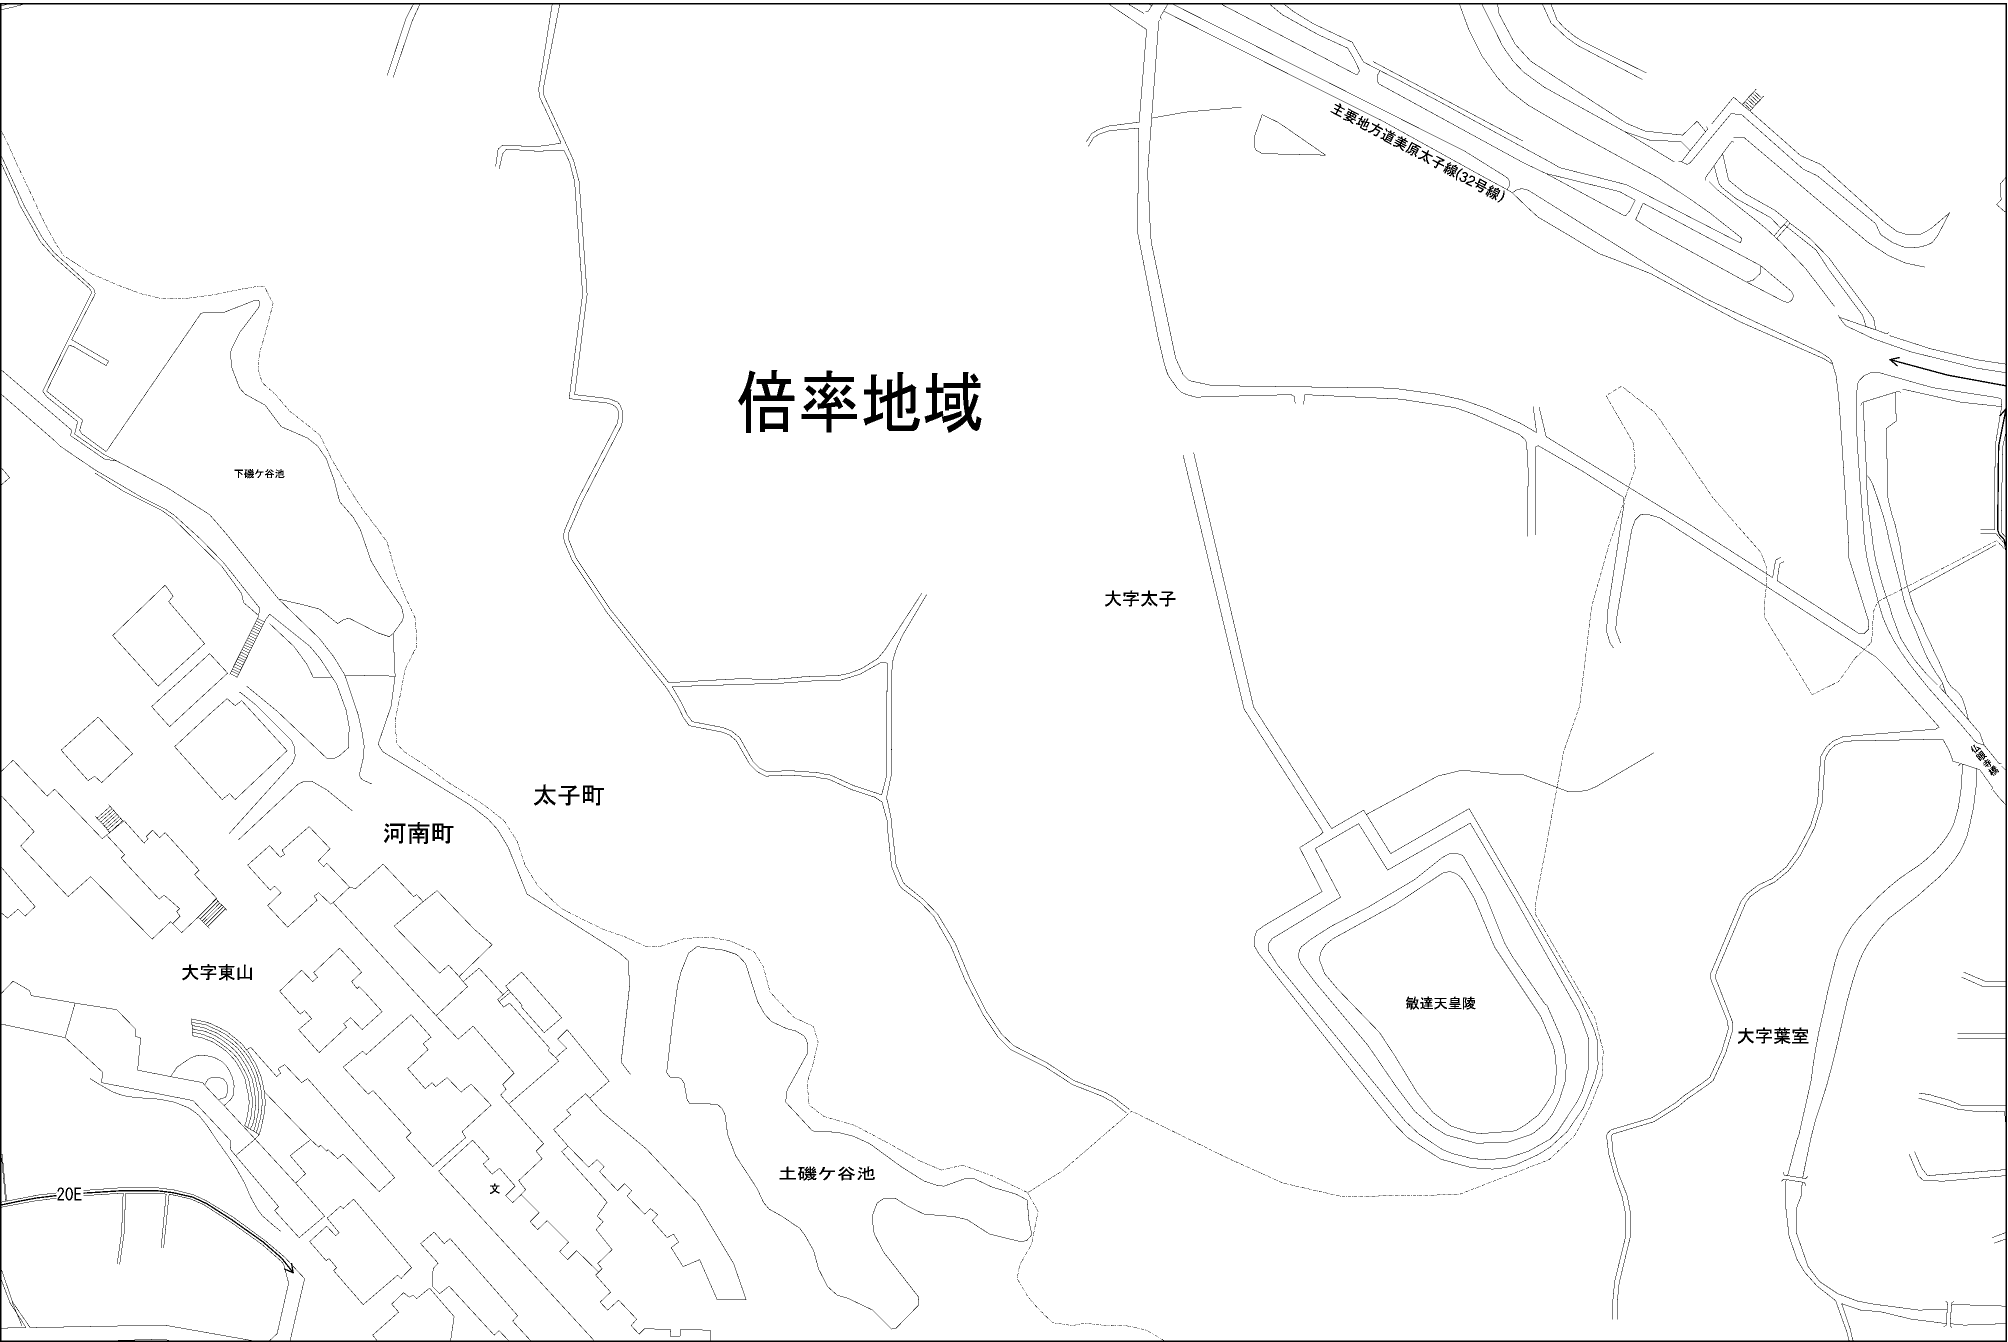 主要地方道美原太子線(32号線)
倍率地域
下磯ケ谷池
大字太子
太子町
河南町
大字東山
敏達天皇陵
大字葉室
土磯ケ谷池
文
20E